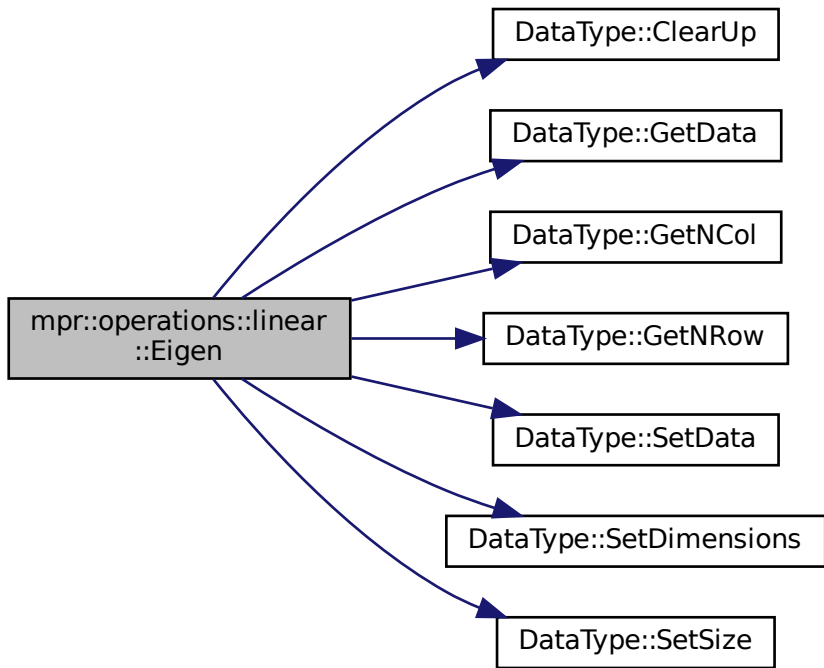 DataType::ClearUp
DataType::GetData
DataType::GetNCol
mpr::operations::linear
::Eigen
DataType::GetNRow
DataType::SetData
DataType::SetDimensions
DataType::SetSize